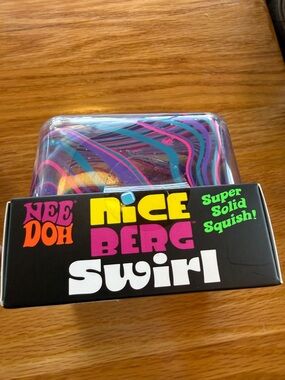 NEE
DOH
NICE
BERG
Swirl
Super
Solid
Squish!